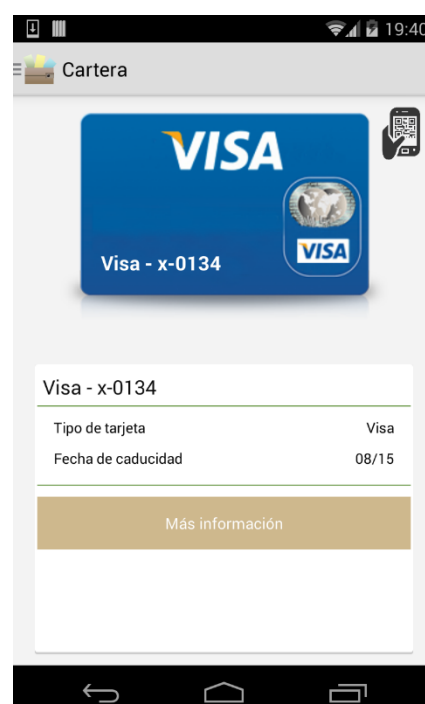 19:40
Cartera
VISA
VISA
Visa - x-0134
Visa - x-0134
Tipo de tarjeta Visa
Fecha de caducidad 08/15
Más información